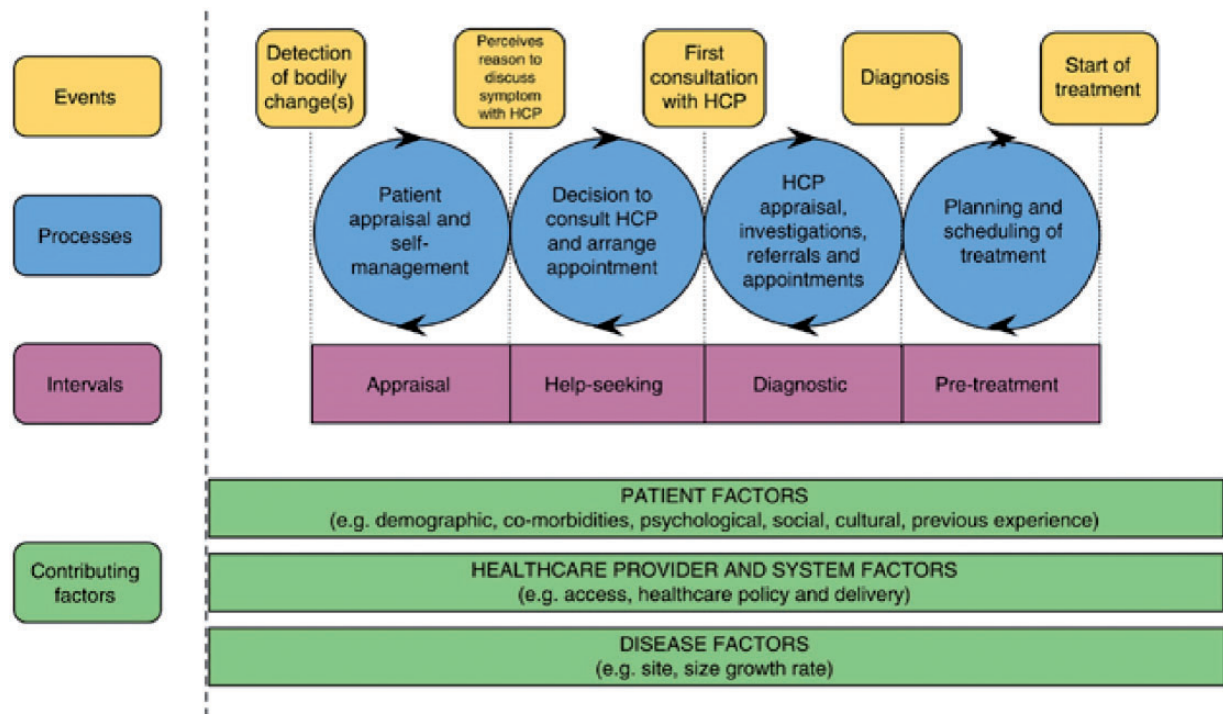 Events
Detection
of bodily
change(s)
Perceives
reason to
discuss
symptom
with HCP
First
consultation
with HCP
Diagnosis
Start of
treatment
Processes
Patient
appraisal and
self-
management
Decision to
consult HCP
and arrange
appointment
HCP
appraisal,
investigations,
referrals and
appointments
Planning and
scheduling of
treatment
Intervals
Appraisal
Help-seeking
Diagnostic
Pre-treatment
Contributing
factors
PATIENT FACTORS
(e.g. demographic, co-morbidities, psychological, social, cultural, previous experience)
HEALTHCARE PROVIDER AND SYSTEM FACTORS
(e.g. access, healthcare policy and delivery)
DISEASE FACTORS
(e.g. site, size growth rate)